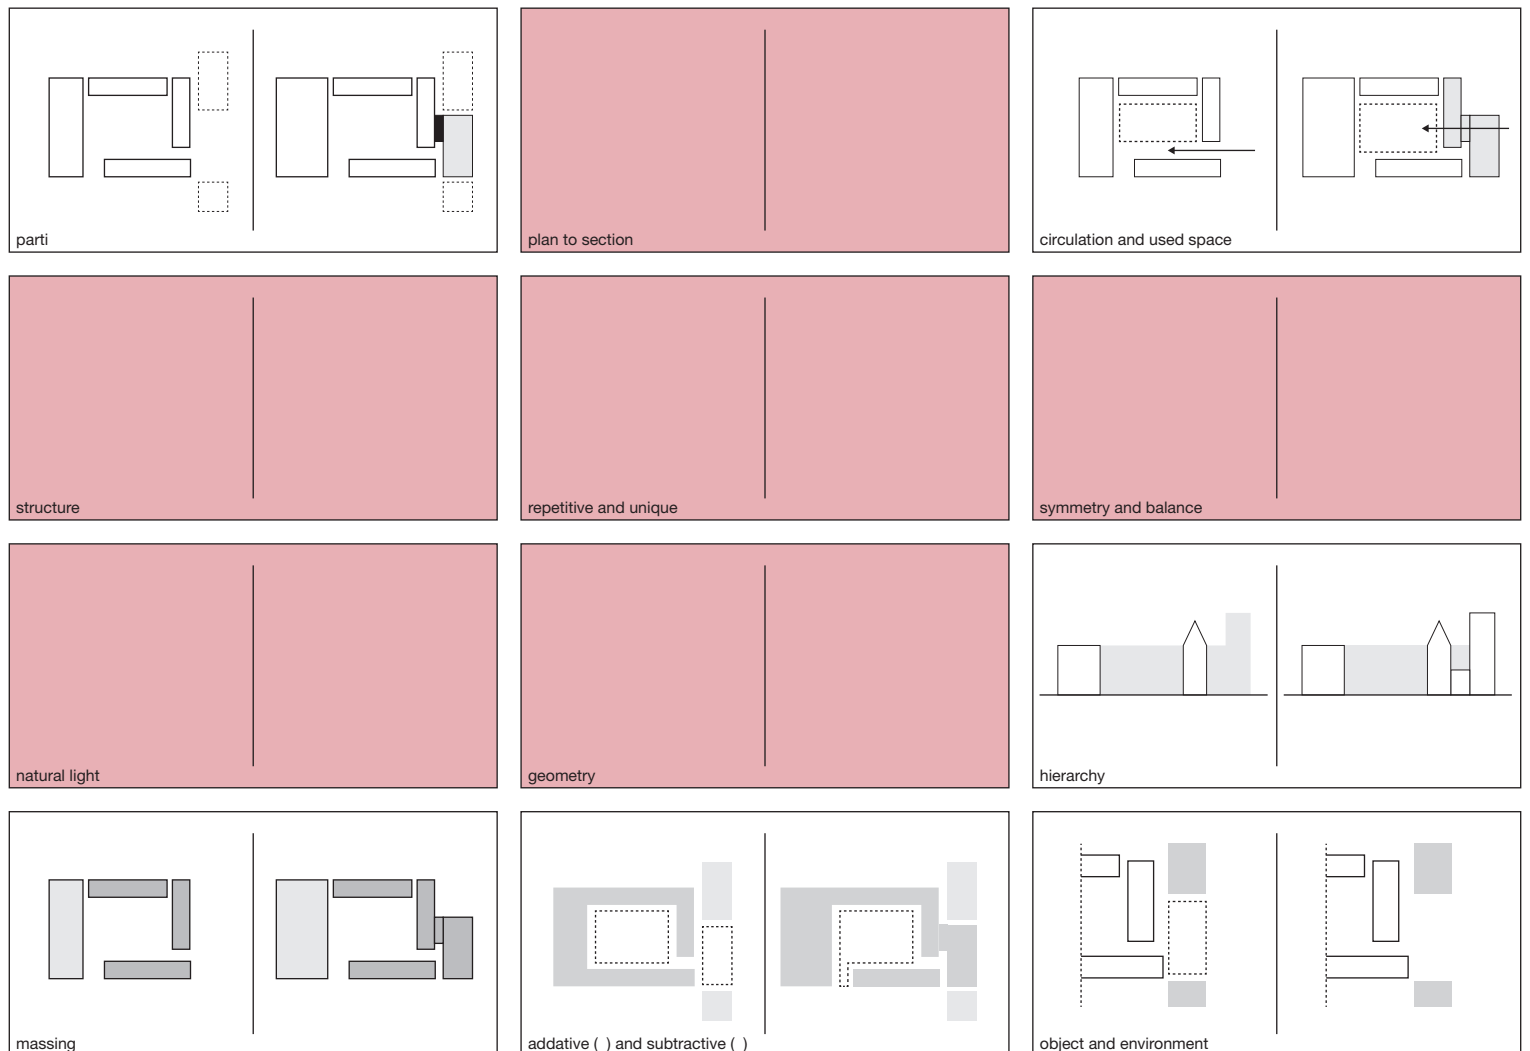 parti
plan to section
circulation and used space
structure
repetitive and unique
symmetry and balance
natural light
geometry
hierarchy
massing
addative ( ) and subtractive ( )
object and environment